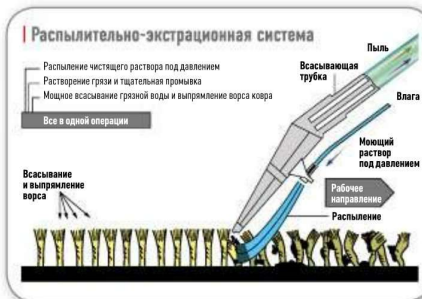 Распылительно-экстракционная система
Распыление чистящего раствора под давлением
Растворение грязи и тщательная промывка
Мощное всасывание грязной воды и выпрямление ворса ковра
Все в одной операции
Пыль
Всасывающая
трубка
Влага
Моющий
раствор
под давлением
Всасывание
и выпрямление
ворса
Рабочее
направление
Распыление